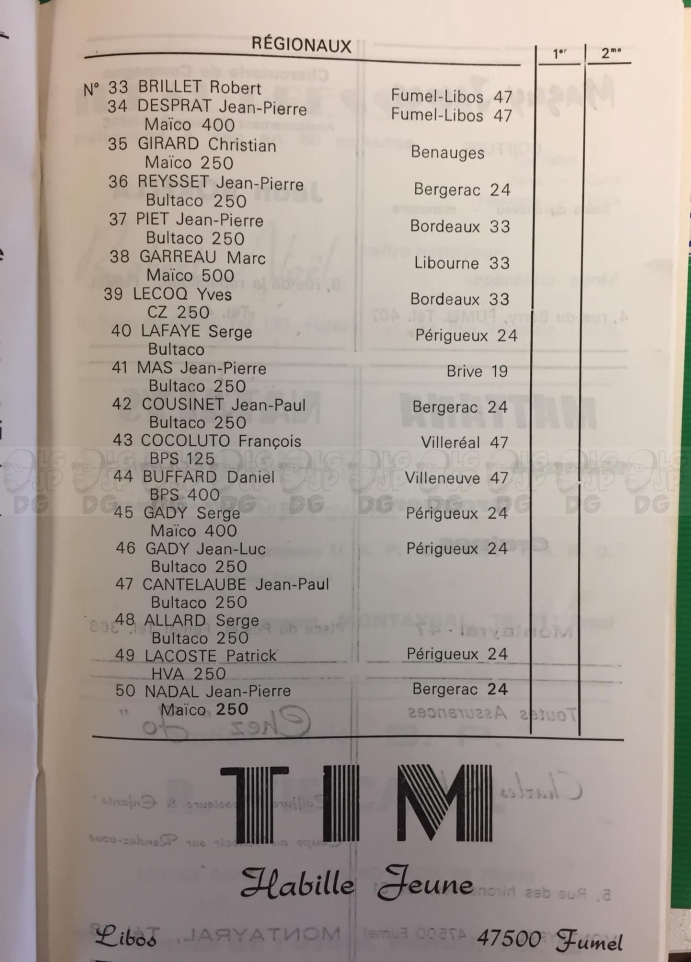 RÉGIONAUX 1er 2me
N° 33 BRILLET Robert Fumel-Libos 47
34 DESPRAT Jean-Pierre Fumel-Libos 47
Maïco 400
35 GIRARD Christian Benauges
Maïco 250
36 REYSSET Jean-Pierre Bergerac 24
Bultaco 250
37 PIET Jean-Pierre Bordeaux 33
Bultaco 250
38 GARREAU Marc Libourne 33
Maïco 500
39 LECOQ Yves Bordeaux 33
CZ 250
40 LAFAYE Serge Périgueux 24
Bultaco
41 MAS Jean-Pierre Brive 19
Bultaco 250
42 COUSINET Jean-Paul Bergerac 24
Bultaco 250
43 COCOLUTO François Villeréal 47
BPS 125
44 BUFFARD Daniel Villeneuve 47
BPS 400
45 GADY Serge Périgueux 24
Maïco 400
46 GADY Jean-Luc Périgueux 24
Bultaco 250
47 CANTELAUBE Jean-Paul
Bultaco 250
48 ALLARD Serge
Bultaco 250
49 LACOSTE Patrick Périgueux 24
HVA 250
50 NADAL Jean-Pierre Bergerac 24
Maïco 250
TIM
Habille Jeune
Libos 47500 Fumel